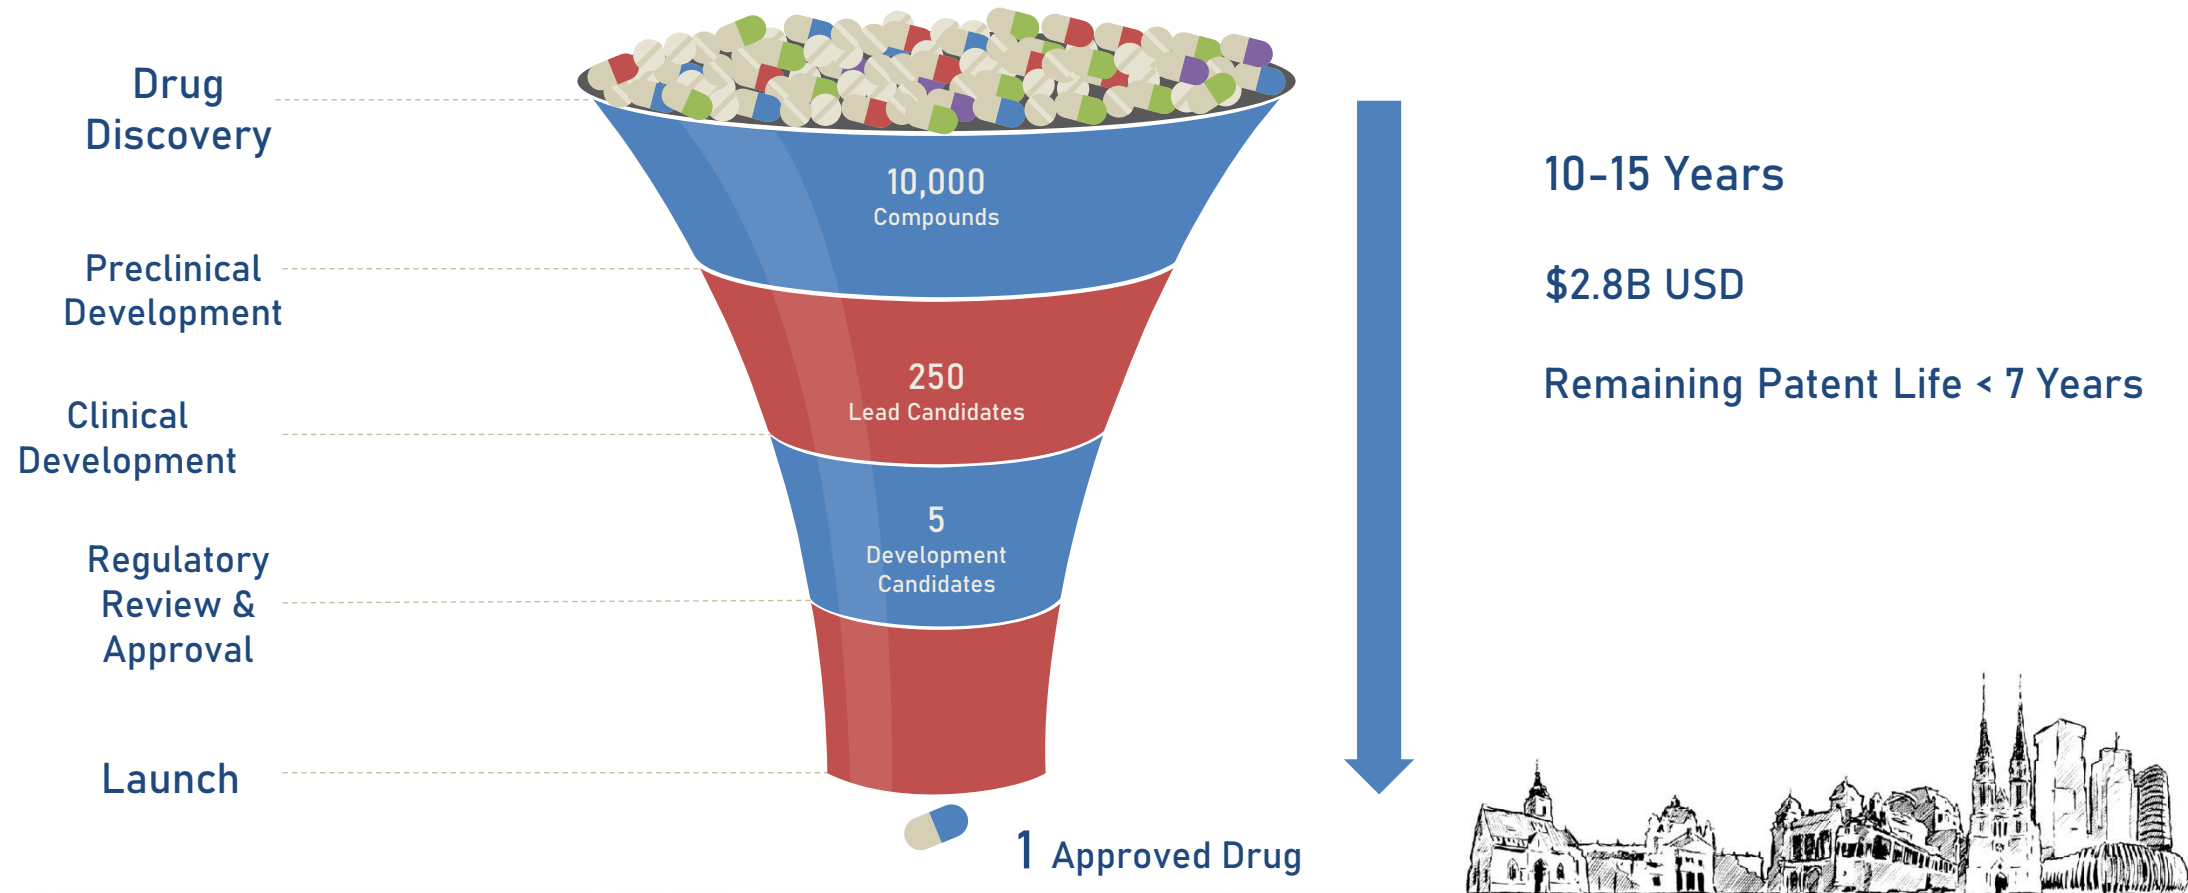 Drug
Discovery
Preclinical
Development
Clinical
Development
Regulatory
Review &
Approval
Launch
10,000
Compounds
250
Lead Candidates
5
Development
Candidates
1 Approved Drug
10-15 Years
$2.8B USD
Remaining Patent Life < 7 Years